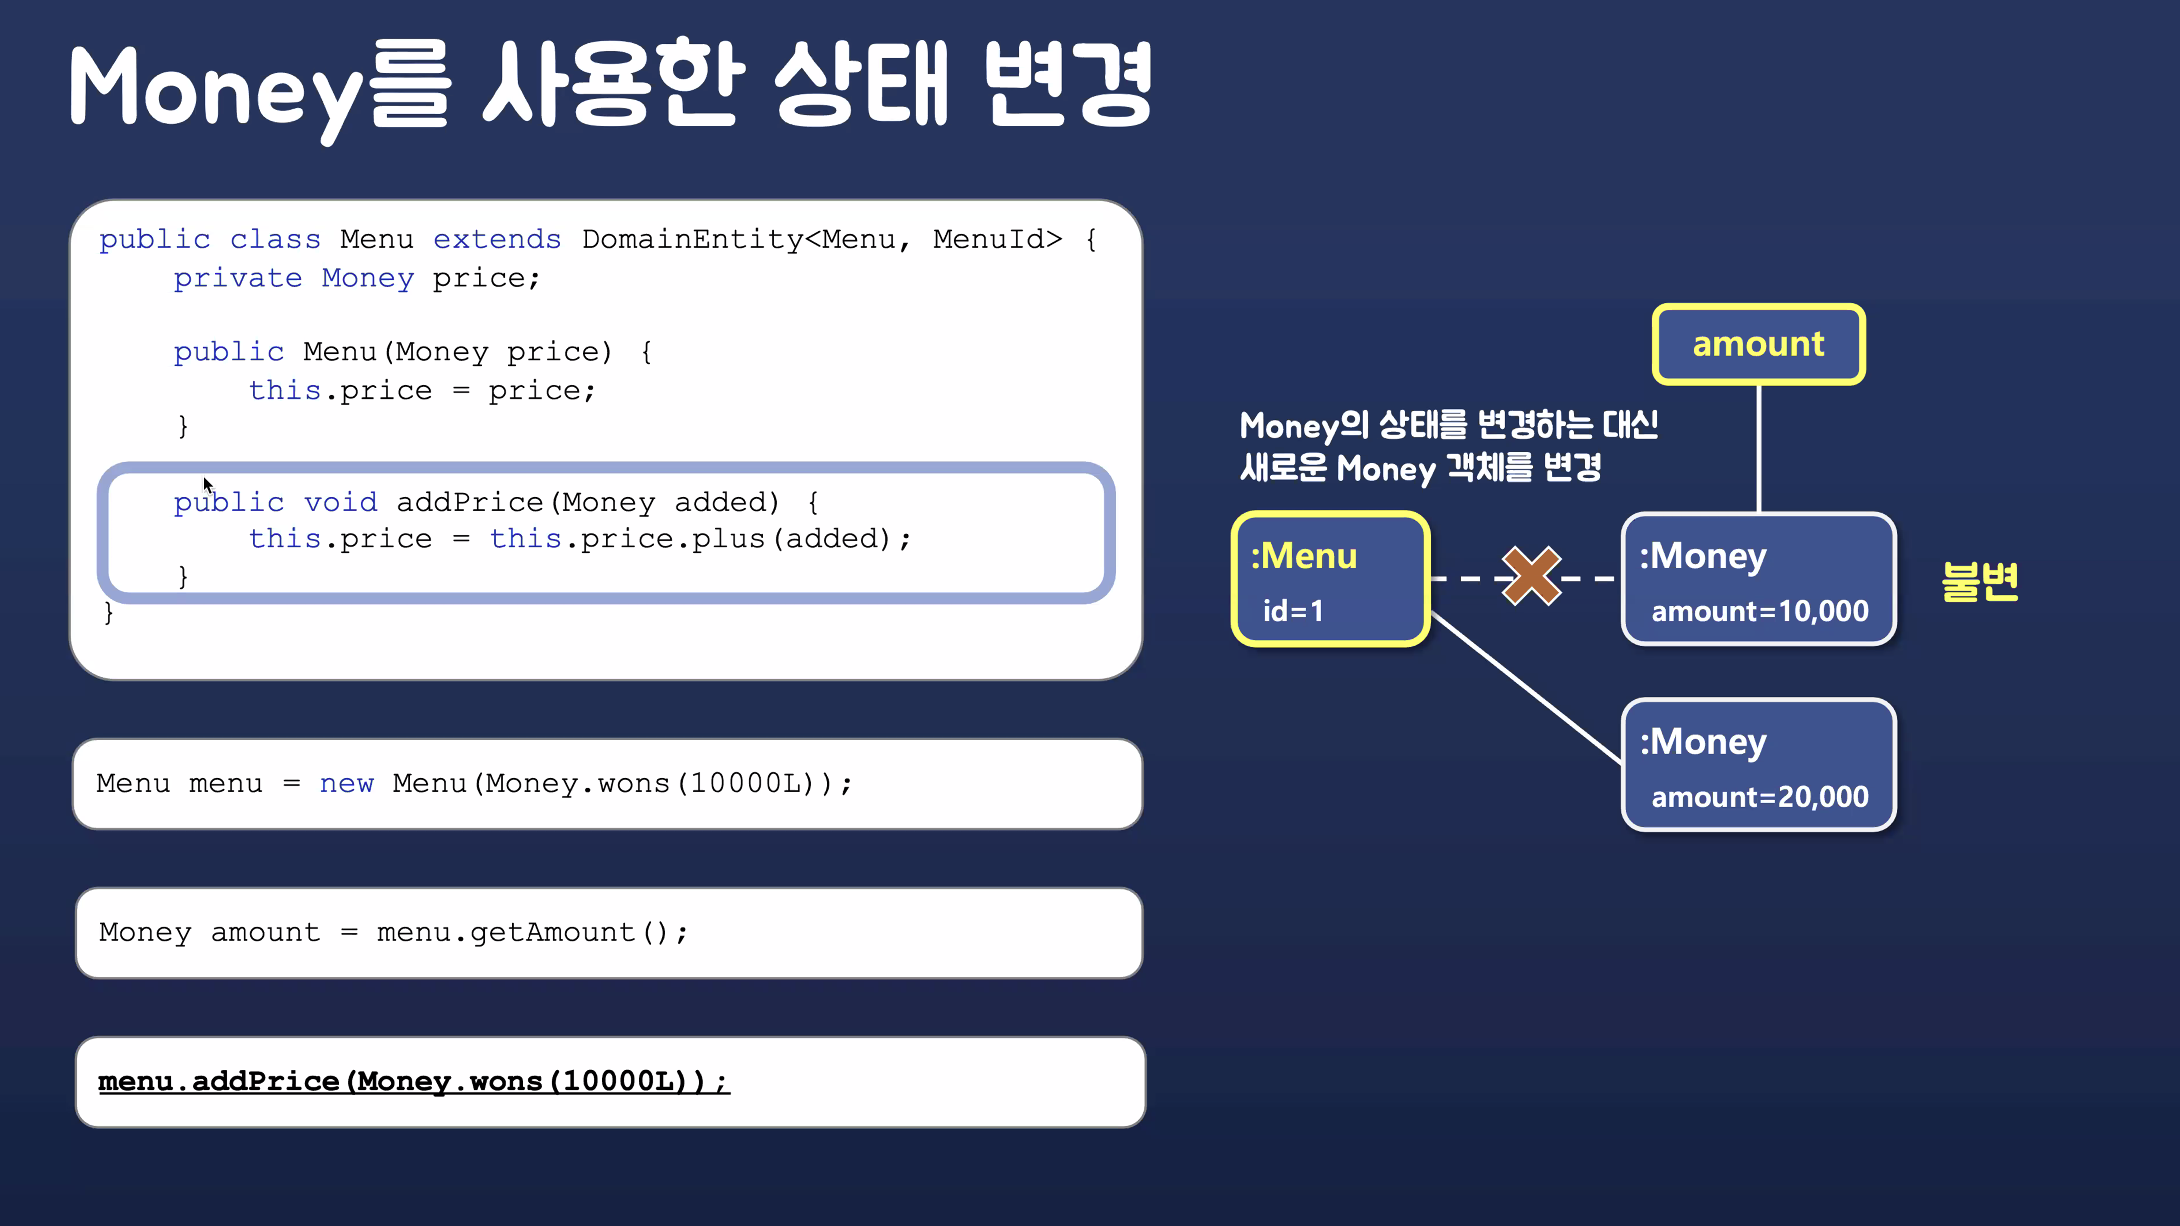 Money를 사용한 상태 변경
public class Menu extends DomainEntity<Menu, MenuId> {
    private Money price;
    public Menu(Money price) {
        this.price = price;
    }
    public void addPrice(Money added) {
        this.price = this.price.plus(added);
    }
}
Menu menu = new Menu(Money.wons(10000L));
Money amount = menu.getAmount();
menu.addPrice(Money.wons(10000L));
amount
Money의 상태를 변경하는 대신
새로운 Money 객체를 변경
:Menu
id=1
:Money
amount=10,000
불변
:Money
amount=20,000